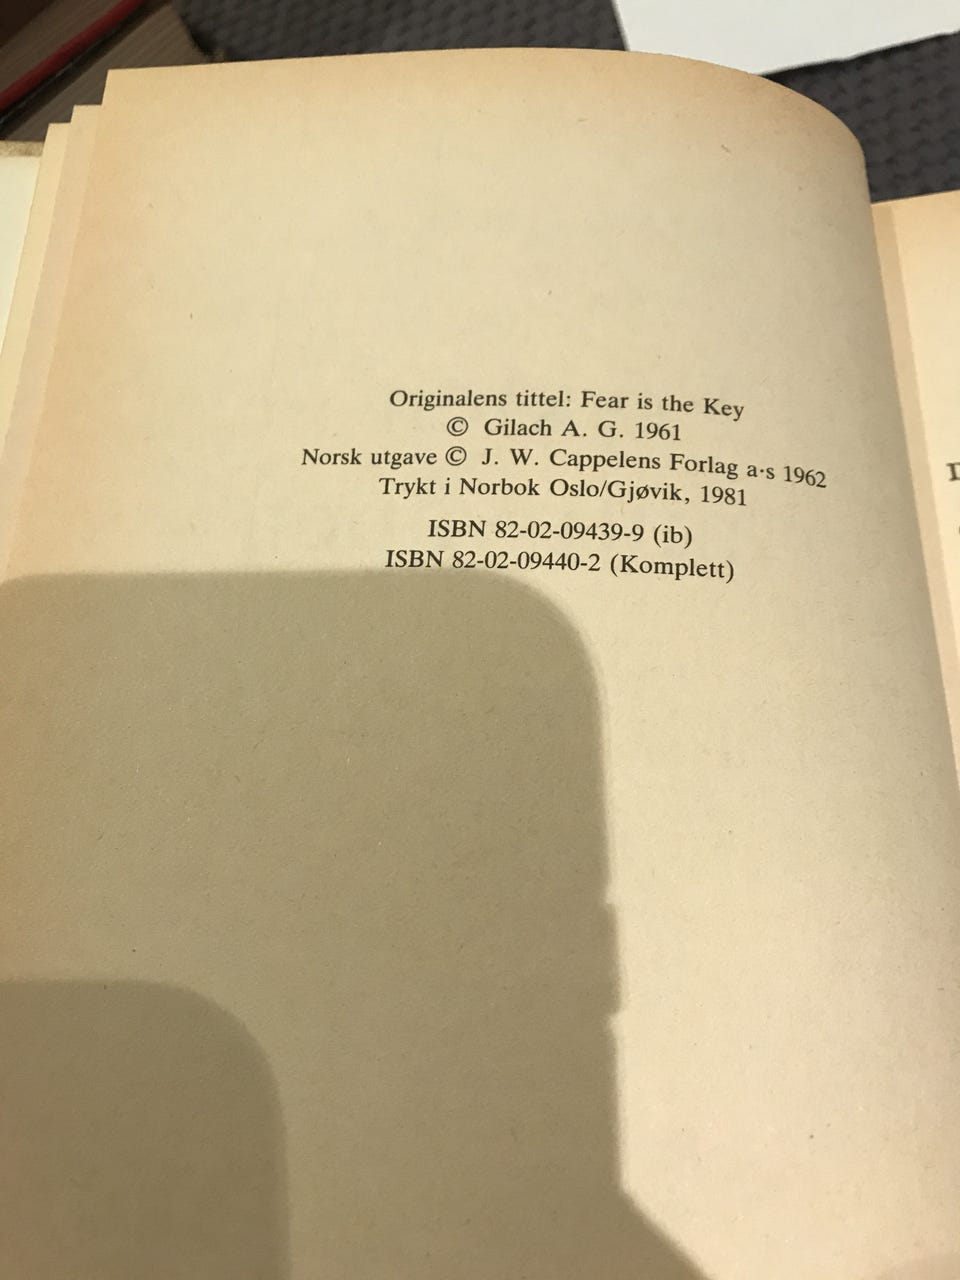 Originalens tittel: Fear is the Key
© Gilach A. G. 1961
Norsk utgave © J. W. Cappelens Forlag a·s 1962
Trykt i Norbok Oslo/Gjøvik, 1981
ISBN 82-02-09439-9 (ib)
ISBN 82-02-09440-2 (Komplett)